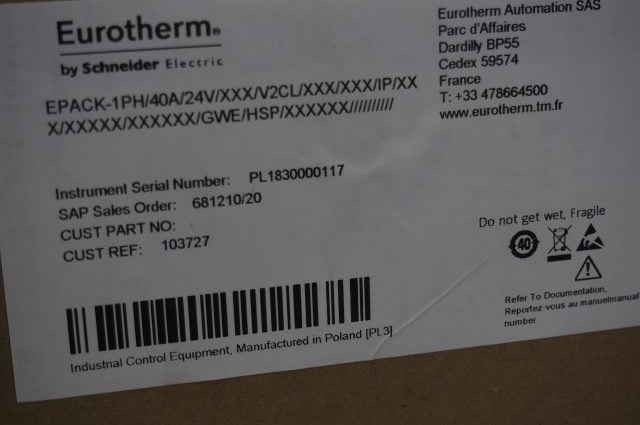 Eurotherm®
by Schneider Electric
Eurotherm Automation SAS
Parc d'Affaires
Dardilly BP55
Cedex 59574
France
T: +33 478664500
www.eurotherm.tm.fr
EPACK-1PH/40A/24V/XXX/V2CL/XXX/XXX/IP/XX
X/XXXXX/XXXXXX/GWE/HSP/XXXXXX//////////
Instrument Serial Number: PL1830000117
SAP Sales Order: 681210/20
CUST PART NO:
CUST REF: 103727
Do not get wet, Fragile
40
Refer To Documentation,
Reportez-vous au manuelmanual
number
Industrial Control Equipment, Manufactured in Poland [PL3]